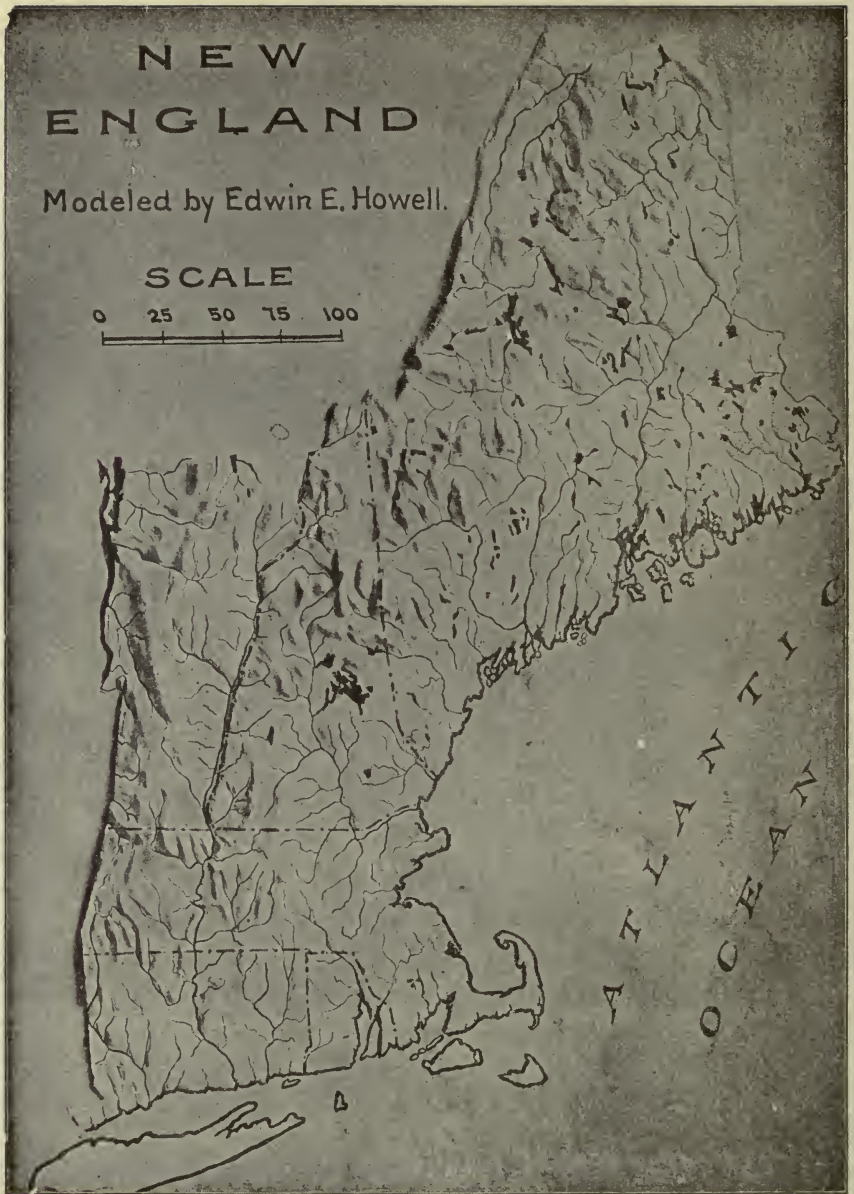 NEW
ENGLAND
Modeled by Edwin E. Howell.
SCALE
0 25 50 75 100
ATLANTIC
OCEAN